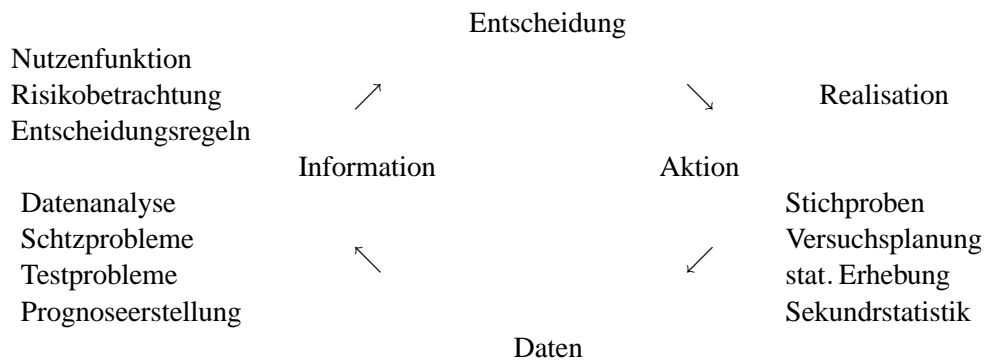 Entscheidung
Nutzenfunktion
Risikobetrachtung
Entscheidungsregeln
Realisation
Information
Aktion
Datenanalyse
Schtzprobleme
Testprobleme
Prognoseerstellung
Stichproben
Versuchsplanung
stat. Erhebung
Sekundrstatistik
Daten